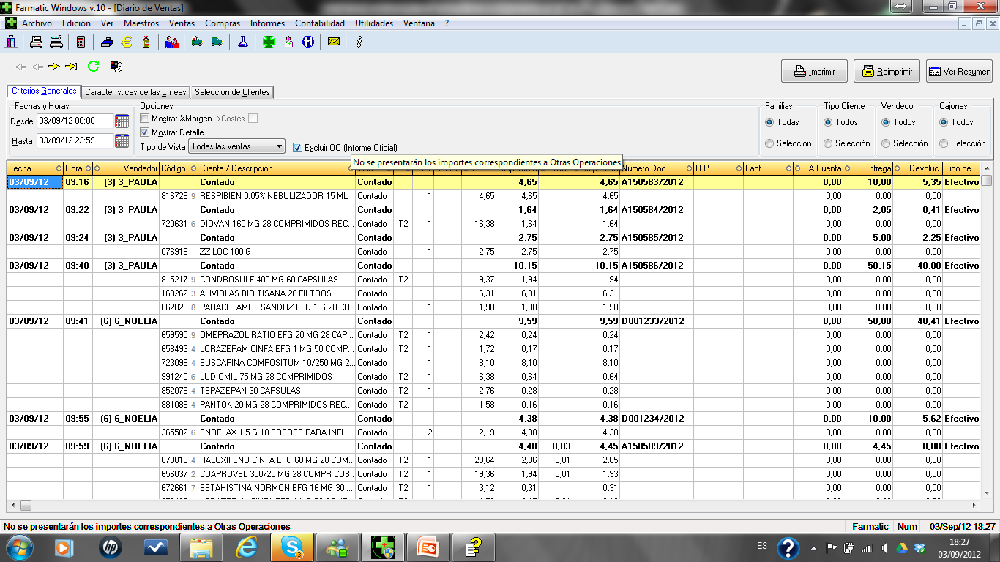 Farmatic Windows v.10 - [Diario de Ventas]
Archivo Edición Ver Maestros Ventas Compras Informes Contabilidad Utilidades Ventana ?
Imprimir Reimprimir Ver Resumen
Criterios Generales Características de las Líneas Selección de Clientes
Fechas y Horas Opciones Familias Tipo Cliente Vendedor Cajones
Desde 03/09/12 00:00 Mostrar %Margen ->Costes Todas Todos Todos Todos
Mostrar Detalle
Hasta 03/09/12 23:59 Tipo de Vista Todas las ventas Excluir OO (Informe Oficial) Selección Selección Selección Selección
No se presentarán los importes correspondientes a Otras Operaciones
Fecha Hora Vendedor Código Cliente / Descripción Numero Doc. R.P. Fact. A Cuenta Entrega Devoluc. Tipo de ...
03/09/12 09:16 (3) 3_PAULA Contado Contado 4,65 4,65 A150583/2012 0,00 10,00 5,35 Efectivo
816728 .9 RESPIBIEN 0.05% NEBULIZADOR 15 ML Contado 1 4,65 4,65 4,65 0,00 0,00 0,00
03/09/12 09:22 (3) 3_PAULA Contado Contado 1,64 1,64 A150584/2012 0,00 2,05 0,41 Efectivo
720631 .6 DIOVAN 160 MG 28 COMPRIMIDOS REC... Contado T2 1 16,38 1,64 1,64 0,00 0,00 0,00
03/09/12 09:24 (3) 3_PAULA Contado Contado 2,75 2,75 A150585/2012 0,00 5,00 2,25 Efectivo
076919 ZZ LOC 100 G Contado 1 2,75 2,75 2,75 0,00 0,00 0,00
03/09/12 09:40 (3) 3_PAULA Contado Contado 10,15 10,15 A150586/2012 0,00 50,15 40,00 Efectivo
815217 .9 CONDROSULF 400 MG 60 CAPSULAS Contado T2 1 19,37 1,94 1,94 0,00 0,00 0,00
163262 .3 ALIVIOLAS BIO TISANA 20 FILTROS Contado 1 6,31 6,31 6,31 0,00 0,00 0,00
662029 .8 PARACETAMOL SANDOZ EFG 1 G 20 CO... Contado 1 1,90 1,90 1,90 0,00 0,00 0,00
03/09/12 09:41 (6) 6_NOELIA Contado Contado 9,59 9,59 D001233/2012 0,00 50,00 40,41 Efectivo
659590 .9 OMEPRAZOL RATIO EFG 20 MG 28 CAP... Contado T2 1 2,42 0,24 0,24 0,00 0,00 0,00
658493 .4 LORAZEPAM CINFA EFG 1 MG 50 COMP... Contado T2 1 1,72 0,17 0,17 0,00 0,00 0,00
723098 .4 BUSCAPINA COMPOSITUM 10/250 MG 2... Contado 1 8,10 8,10 8,10 0,00 0,00 0,00
991240 .6 LUDIOMIL 75 MG 28 COMPRIMIDOS Contado T2 1 6,38 0,64 0,64 0,00 0,00 0,00
852079 .4 TEPAZEPAN 30 CAPSULAS Contado T2 1 2,76 0,28 0,28 0,00 0,00 0,00
881086 .4 PANTOK 20 MG 28 COMPRIMIDOS REC... Contado T2 1 1,58 0,16 0,16 0,00 0,00 0,00
03/09/12 09:55 (6) 6_NOELIA Contado Contado 4,38 4,38 D001234/2012 0,00 10,00 5,62 Efectivo
365502 .6 ENRELAX 1.5 G 10 SOBRES PARA INFU... Contado 2 2,19 4,38 4,38 0,00 0,00 0,00
03/09/12 09:59 (6) 6_NOELIA Contado Contado 4,48 0,03 4,45 A150589/2012 0,00 4,45 0,00 Efectivo
670819 .4 RALOXIFENO CINFA EFG 60 MG 28 COM... Contado T2 1 20,64 2,06 0,01 2,05 0,00 0,00 0,00
656037 .2 COAPROVEL 300/25 MG 28 COMPR CUB... Contado T2 1 19,36 1,94 0,01 1,93 0,00 0,00 0,00
672661 .7 BETAHISTINA NORMON EFG 16 MG 30 ... Contado T2 1 3,12 0,31 0,31 0,00 0,00 0,00
No se presentarán los importes correspondientes a Otras Operaciones Farmatic Num 03/Sep/12 18:27
ES 18:27
03/09/2012